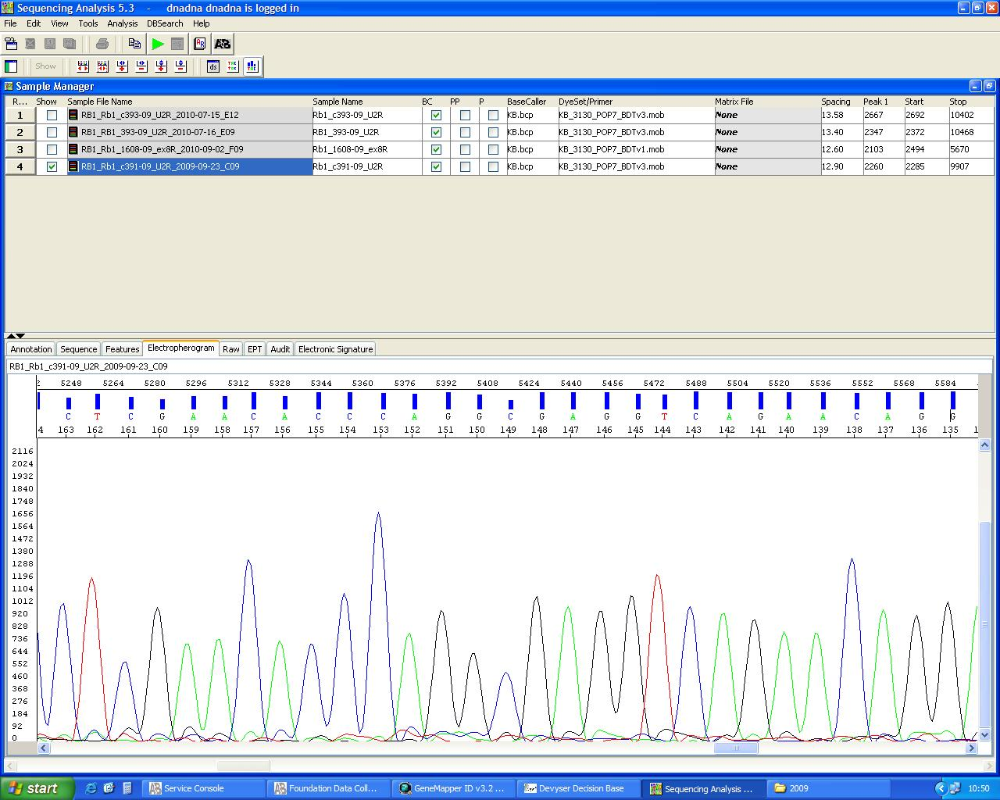 Sequencing Analysis 5.3 - dnadna dnadna is logged in
File Edit View Tools Analysis DBSearch Help
Show
Sample Manager
R... Show Sample File Name Sample Name BC PP P BaseCaller DyeSet/Primer Matrix File Spacing Peak 1 Start Stop
1 RB1_Rb1_c393-09_U2R_2010-07-15_E12 Rb1_c393-09_U2R KB.bcp KB_3130_POP7_BDTv3.mob None 13.58 2667 2692 10402
2 RB1_RB1_393-09_U2R_2010-07-16_E09 RB1_393-09_U2R KB.bcp KB_3130_POP7_BDTv3.mob None 13.40 2347 2372 10468
3 RB1_Rb1_1608-09_ex8R_2010-09-02_F09 Rb1_1608-09_ex8R KB.bcp KB_3130_POP7_BDTv1.mob None 12.60 2103 2494 5670
4 RB1_Rb1_c391-09_U2R_2009-09-23_C09 Rb1_c391-09_U2R KB.bcp KB_3130_POP7_BDTv3.mob None 12.90 2260 2285 9907
Annotation Sequence Features Electropherogram Raw EPT Audit Electronic Signature
RB1_Rb1_c391-09_U2R_2009-09-23_C09
2 5248 5264 5280 5296 5312 5328 5344 5360 5376 5392 5408 5424 5440 5456 5472 5488 5504 5520 5536 5552 5568 5584
C T C G A A C A C C C A G G C G A G G T C A G A A C A G G
4 163 162 161 160 159 158 157 156 155 154 153 152 151 150 149 148 147 146 145 144 143 142 141 140 139 138 137 136 135 1
2116
2024
1932
1840
1748
1656
1564
1472
1380
1288
1196
1104
1012
920
828
736
644
552
460
368
276
184
92
0
start Service Console Foundation Data Coll... GeneMapper ID v3.2 ... Devyser Decision Base Sequencing Analysis ... 2009 10:50